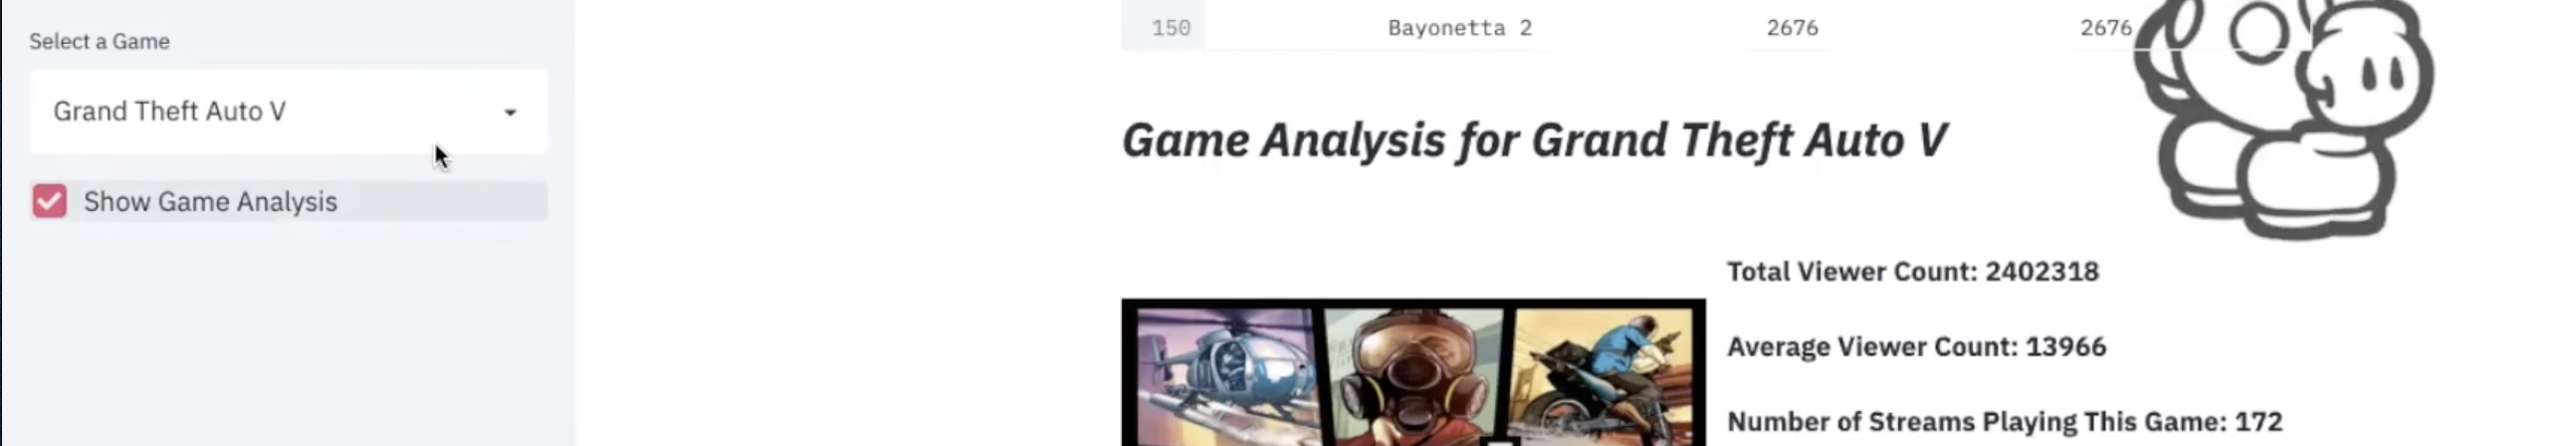 Select a Game
Grand Theft Auto V
Show Game Analysis
150 Bayonetta 2 2676 2676
Game Analysis for Grand Theft Auto V
Total Viewer Count: 2402318
Average Viewer Count: 13966
Number of Streams Playing This Game: 172